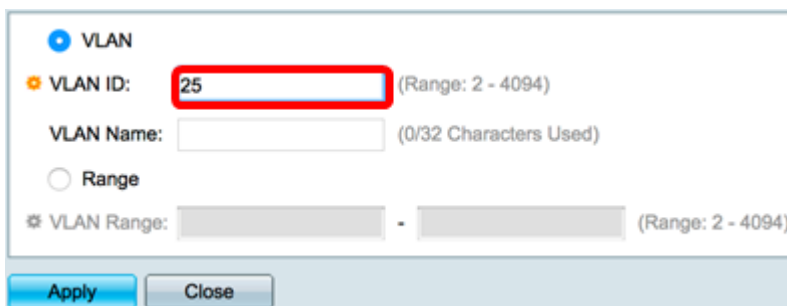 VLAN
VLAN ID: 25 (Range: 2 - 4094)
VLAN Name: (0/32 Characters Used)
Range
VLAN Range: - (Range: 2 - 4094)
Apply Close